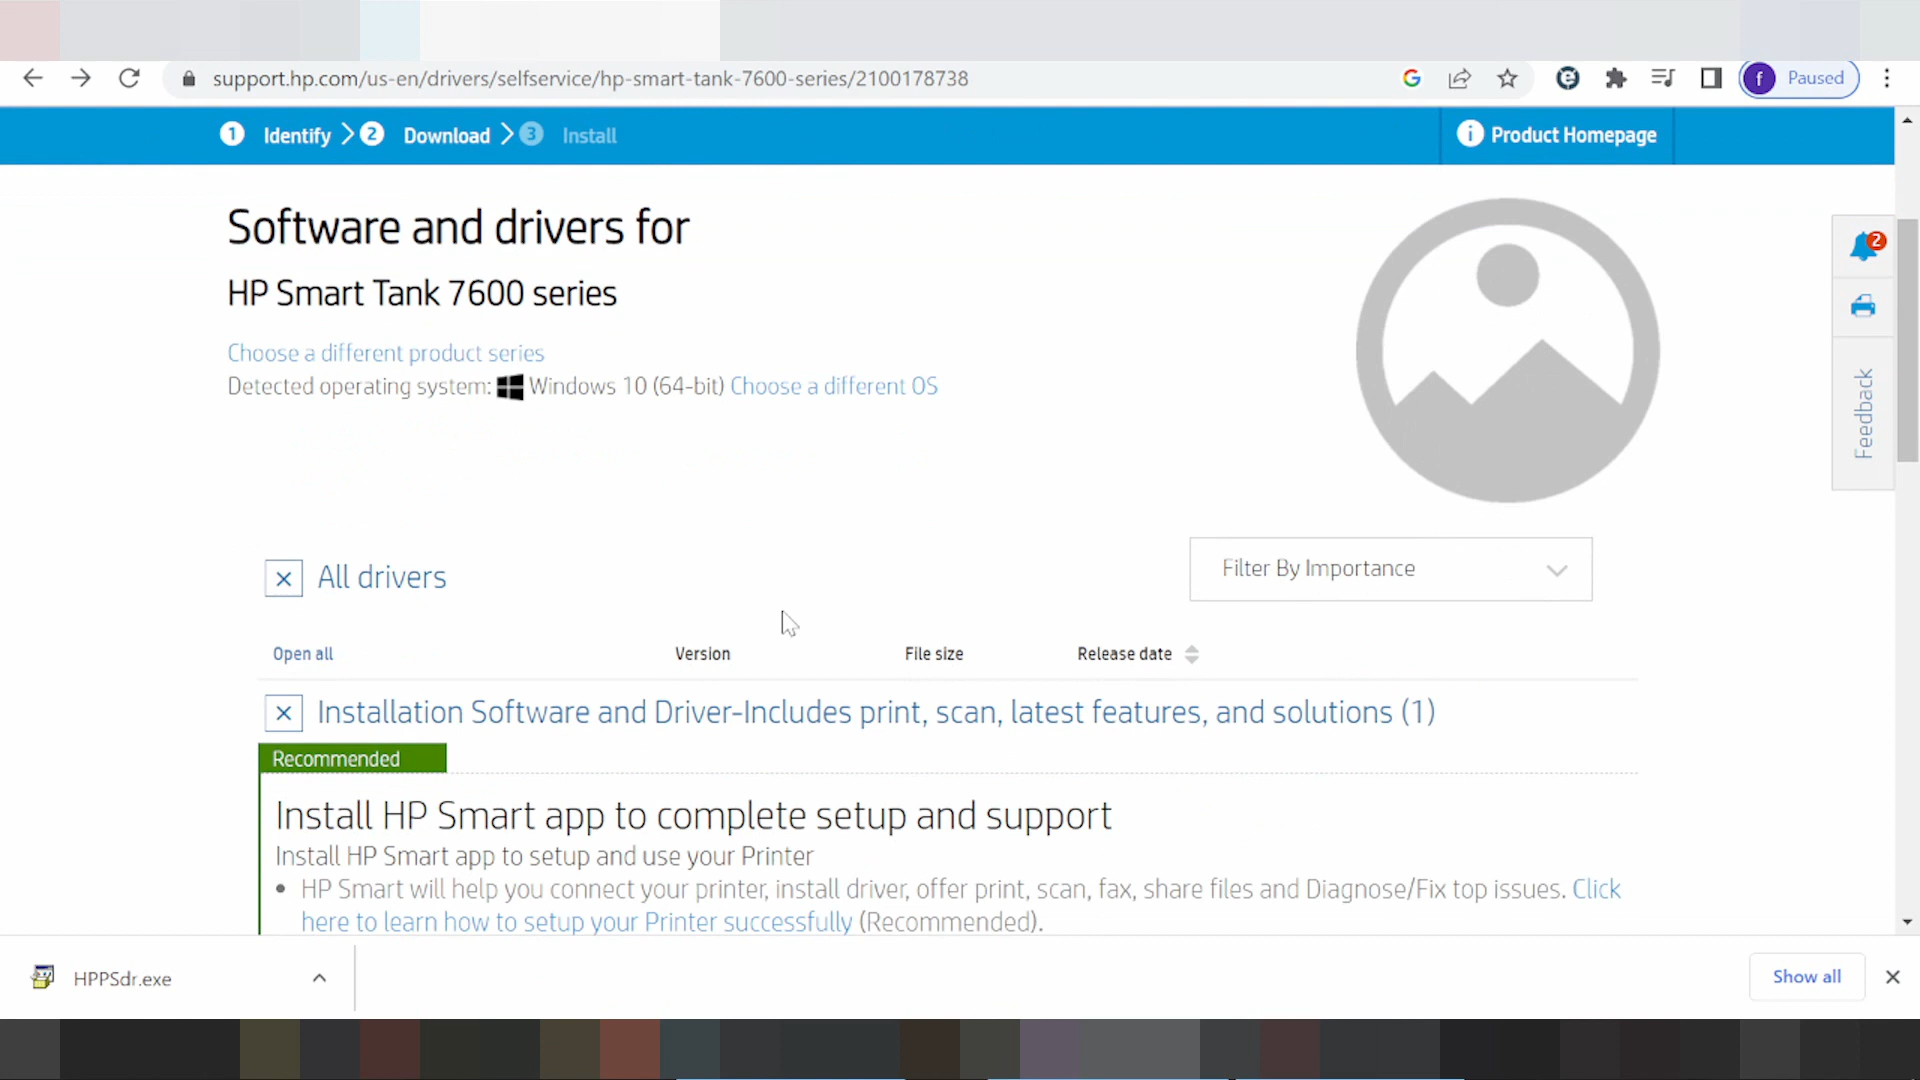 support.hp.com/us-en/drivers/selfservice/hp-smart-tank-7600-series/2100178738
G
f Paused
1 Identify 2 Download 3 Install
i Product Homepage
Software and drivers for
HP Smart Tank 7600 series
Choose a different product series
Detected operating system: Windows 10 (64-bit) Choose a different OS
2
Feedback
All drivers
Filter By Importance
Open all Version File size Release date
Installation Software and Driver-Includes print, scan, latest features, and solutions (1)
Recommended
Install HP Smart app to complete setup and support
Install HP Smart app to setup and use your Printer
• HP Smart will help you connect your printer, install driver, offer print, scan, fax, share files and Diagnose/Fix top issues. Click
here to learn how to setup your Printer successfully (Recommended).
HPPSdr.exe
Show all